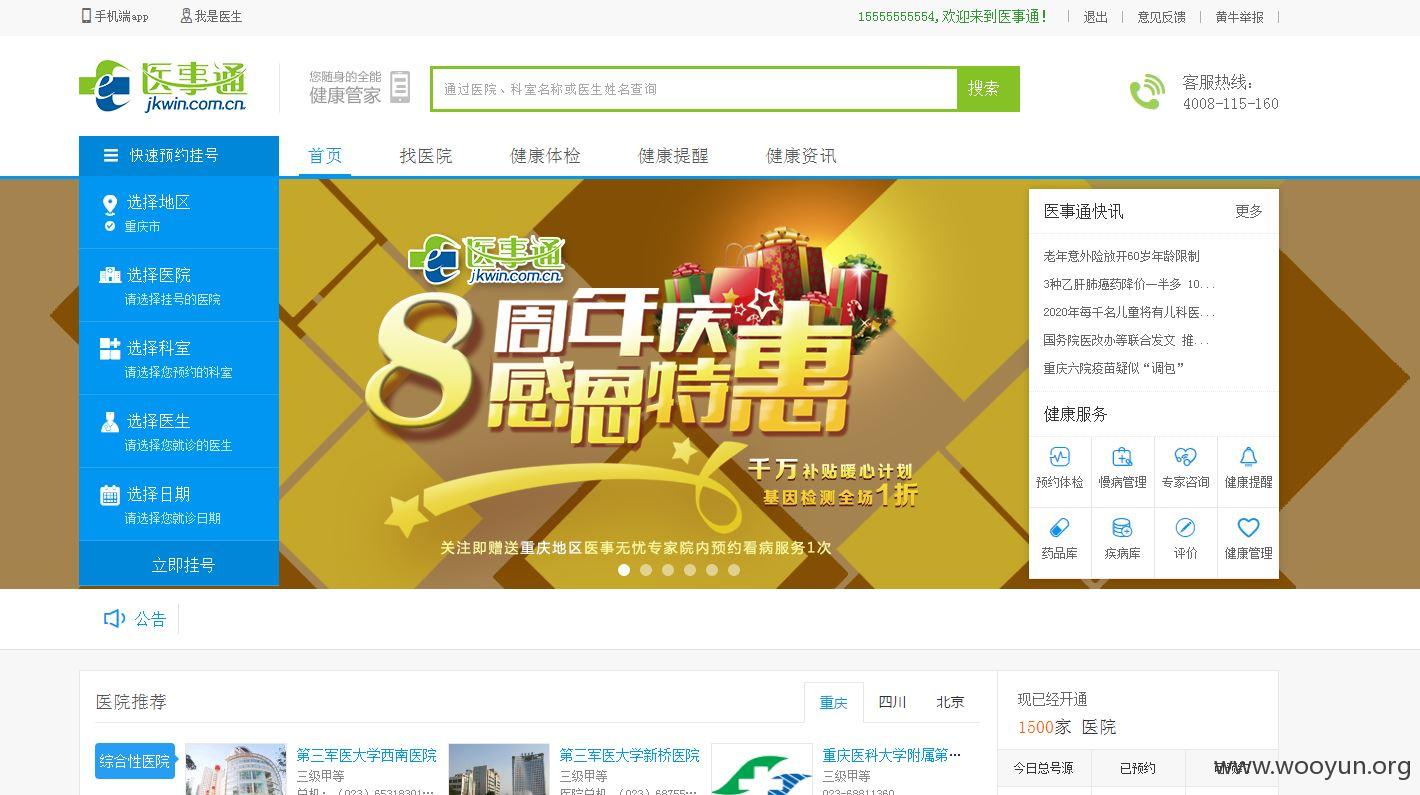 手机端app
我是医生
15555555554,欢迎来到医事通!
退出
意见反馈
黄牛举报
医事通
jkwin.com.cn
您随身的全能
健康管家
通过医院、科室名称或医生姓名查询
搜索
客服热线:
4008-115-160
快速预约挂号
首页
找医院
健康体检
健康提醒
健康资讯
选择地区
重庆市
选择医院
请选择挂号的医院
选择科室
请选择您预约的科室
选择医生
请选择您就诊的医生
选择日期
请选择您就诊日期
立即挂号
医事通
jkwin.com.cn
8周年庆
感恩特惠
千万补贴暖心计划
基因检测全场1折
关注即赠送重庆地区医事无忧专家院内预约看病服务1次
医事通快讯
更多
老年意外险放开60岁年龄限制
3种乙肝肺癌药降价一半多 10...
2020年每千名儿童将有儿科医...
国务院医改办等联合发文 推...
重庆六院疫苗疑似“调包”
健康服务
预约体检
慢病管理
专家咨询
健康提醒
药品库
疾病库
评价
健康管理
公告
医院推荐
重庆
四川
北京
综合性医院
第三军医大学西南医院
三级甲等
总机: (023)65318301...
第三军医大学新桥医院
三级甲等
医院总机 (023)68755...
重庆医科大学附属第...
三级甲等
023-68811360
现已经开通
1500家 医院
今日总号源
已预约
www.wooyun.org